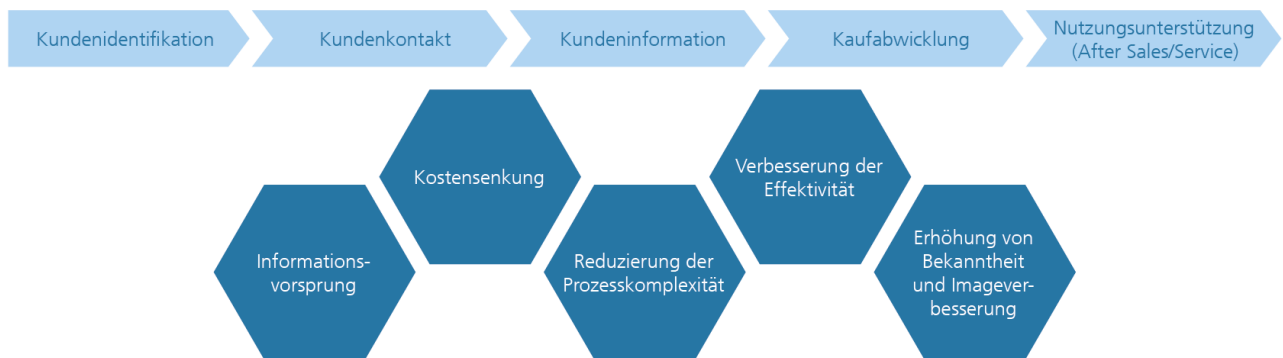 Kundenidentifikation
Kundenkontakt
Kundeninformation
Kaufabwicklung
Nutzungsunterstützung
(After Sales/Service)
Informations-
vorsprung
Kostensenkung
Reduzierung der
Prozesskomplexität
Verbesserung der
Effektivität
Erhöhung von
Bekanntheit
und Imagever-
besserung